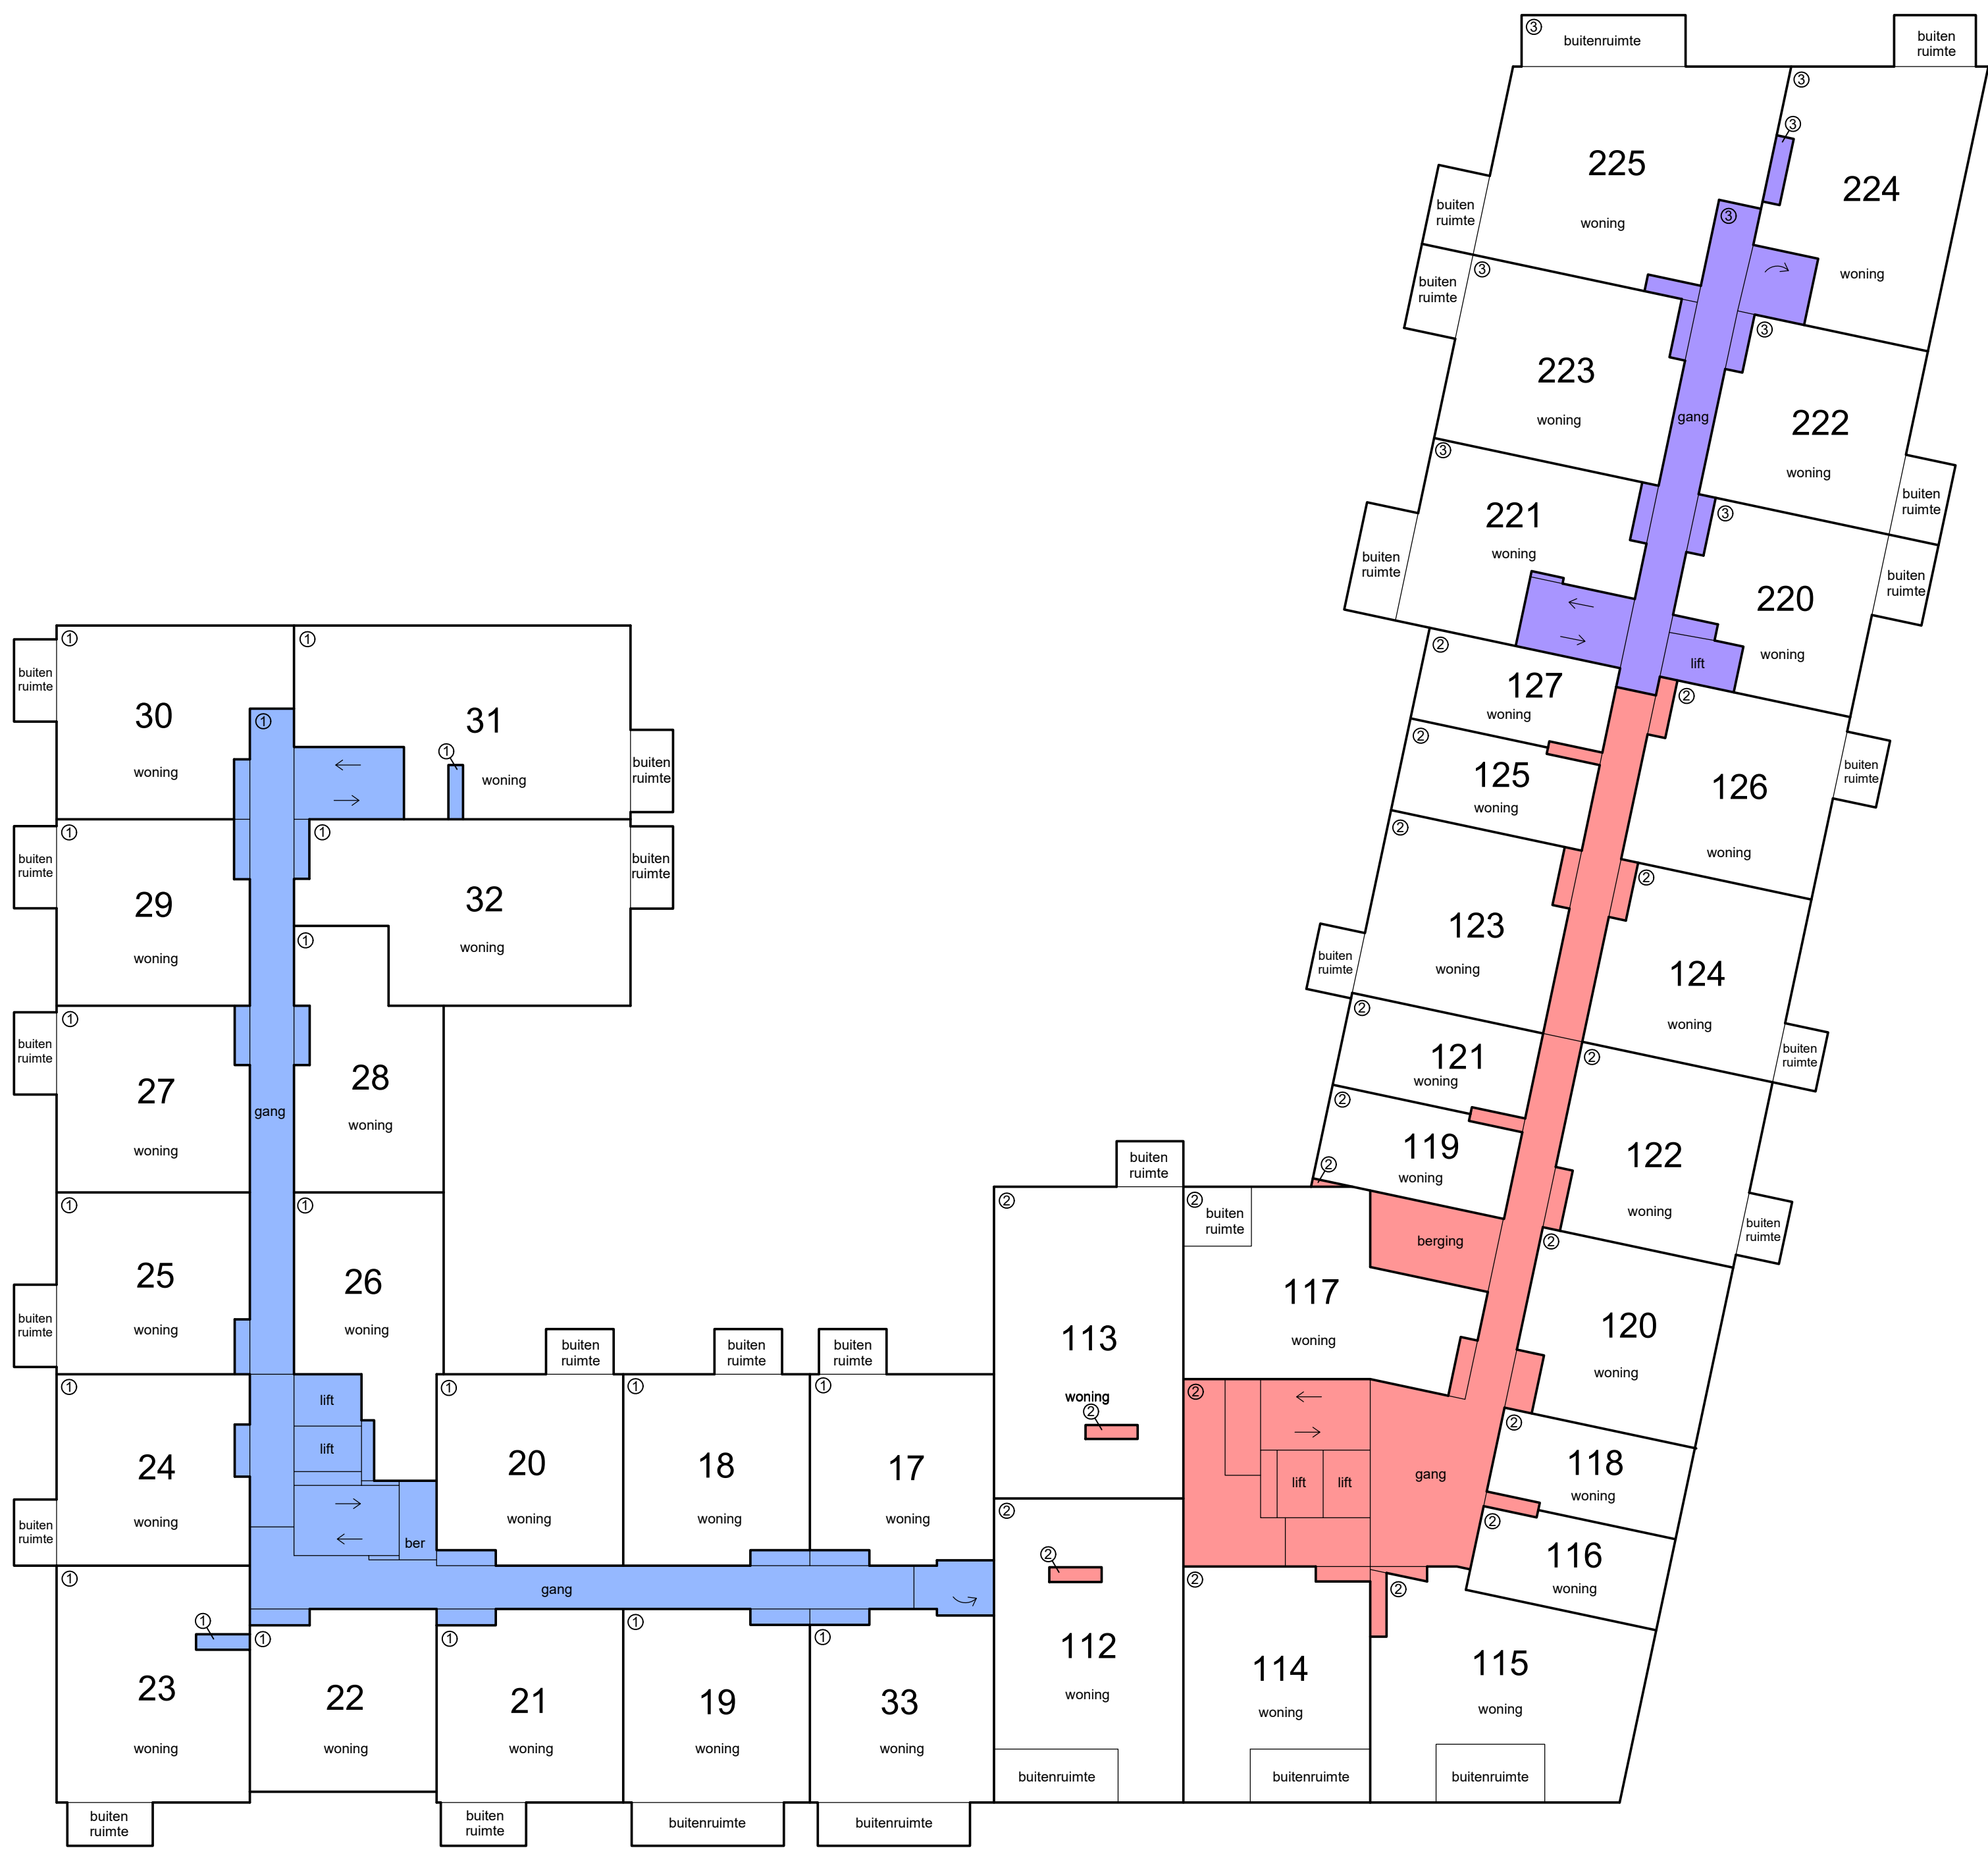 ③
buitenruimte
buiten
ruimte
③
③
225
224
buiten
ruimte
③
woning
woning
③
buiten
ruimte
③
223
gang
222
woning
woning
③
buiten
ruimte
③
221
woning
buiten
ruimte
220
buiten
ruimte
woning
lift
①
buiten
ruimte
30
woning
①
①
31
①
woning
buiten
ruimte
②
127
woning
②
②
125
woning
126
woning
buiten
ruimte
①
buiten
ruimte
29
woning
①
32
woning
buiten
ruimte
②
123
woning
buiten
ruimte
②
124
woning
buiten
ruimte
①
buiten
ruimte
27
woning
gang
①
28
woning
②
121
woning
②
122
woning
buiten
ruimte
②
119
woning
②
①
buiten
ruimte
25
woning
①
26
woning
buiten
ruimte
②
113
woning
②
②
buiten
ruimte
117
woning
berging
②
120
woning
①
buiten
ruimte
24
woning
lift
lift
ber
①
buiten
ruimte
20
woning
①
buiten
ruimte
18
woning
①
buiten
ruimte
17
woning
②
lift
lift
gang
②
118
woning
②
116
woning
gang
①
①
23
woning
buiten
ruimte
①
22
woning
①
21
woning
buiten
ruimte
①
19
woning
buitenruimte
①
33
woning
buitenruimte
②
②
112
woning
buitenruimte
②
114
woning
buitenruimte
②
115
woning
buitenruimte